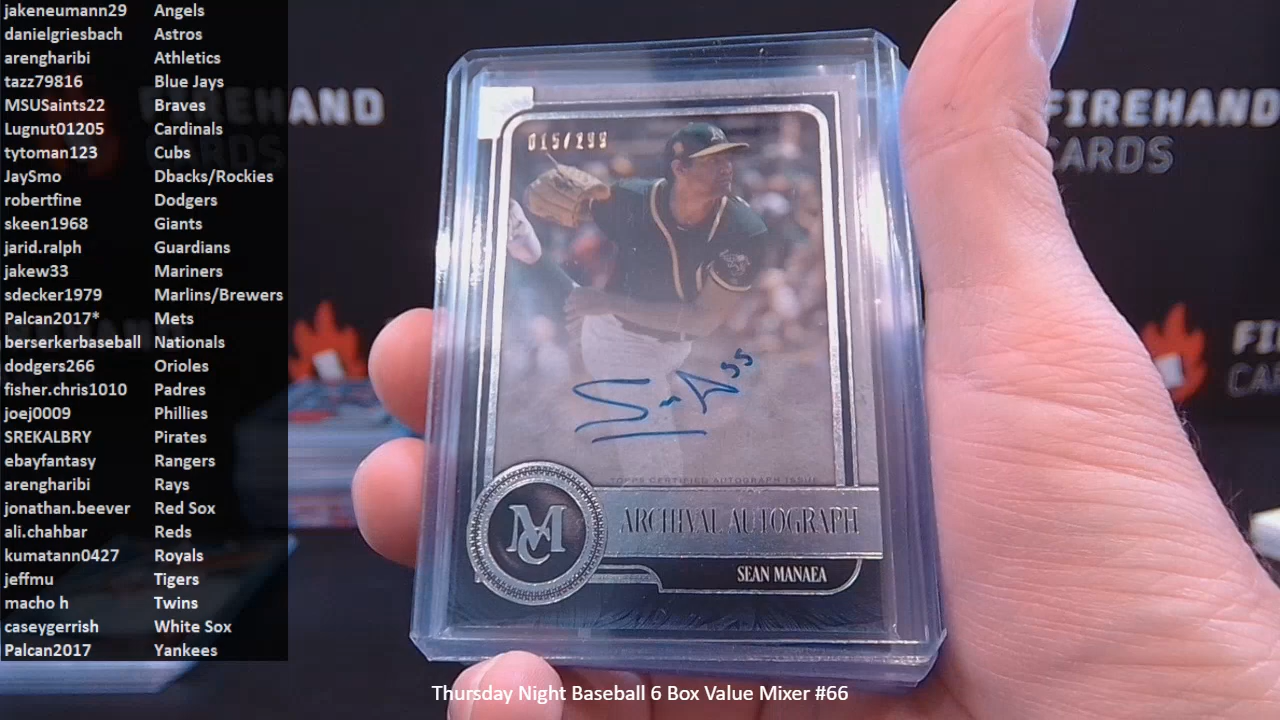 jakeneumann29 Angels
danielgriesbach Astros
arengharibi Athletics
tazz79816 Blue Jays
MSUSaints22 Braves
Lugnut01205 Cardinals
tytoman123 Cubs
JaySmo Dbacks/Rockies
robertfine Dodgers
skeen1968 Giants
jarid.ralph Guardians
jakew33 Mariners
sdecker1979 Marlins/Brewers
Palcan2017* Mets
berserkerbaseball Nationals
dodgers266 Orioles
fisher.chris1010 Padres
joej0009 Phillies
SREKALBRY Pirates
ebayfantasy Rangers
arengharibi Rays
jonathan.beever Red Sox
ali.chahbar Reds
kumatann0427 Royals
jeffmu Tigers
macho h Twins
caseygerrish White Sox
Palcan2017 Yankees
FIREHAND
CARDS
FIREHAND
CARDS
015/299
55
TOPPS CERTIFIED AUTOGRAPH ISSUE
MC
ARCHIVAL AUTOGRAPH
SEAN MANAEA
Thursday Night Baseball 6 Box Value Mixer #66